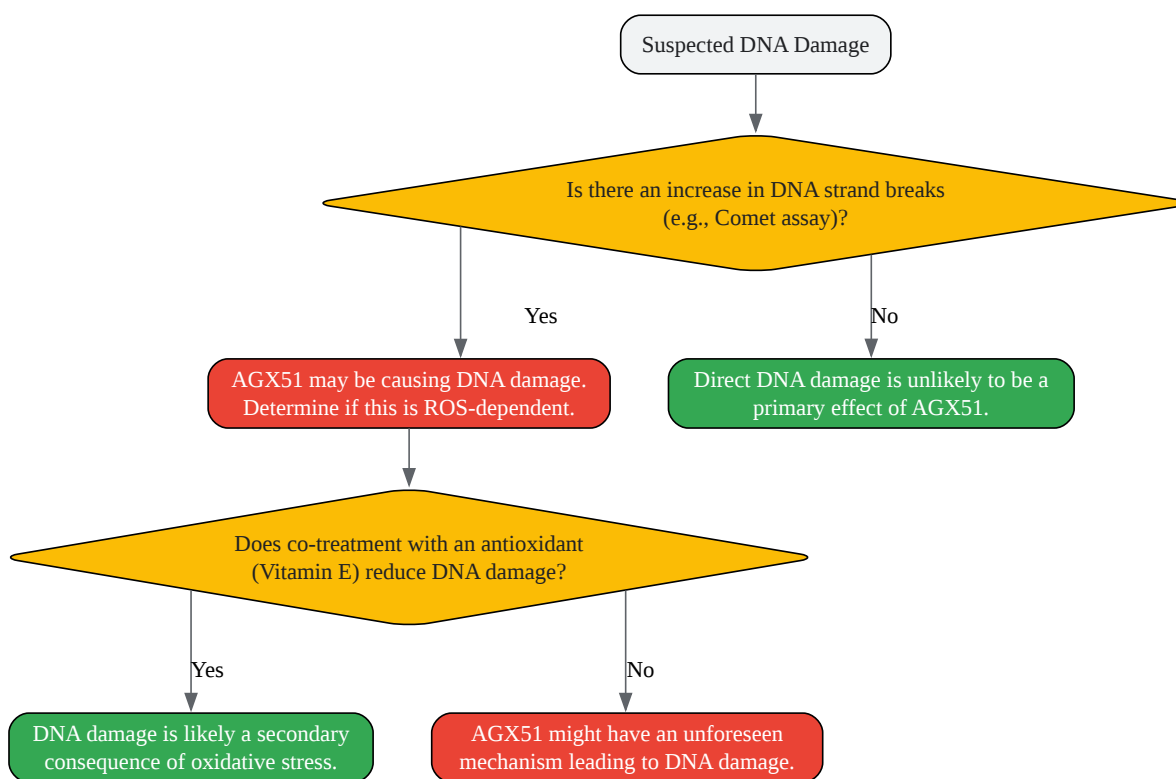 Suspected DNA Damage
Is there an increase in DNA strand breaks
(e.g., Comet assay)?
Yes
No
AGX51 may be causing DNA damage.
Determine if this is ROS-dependent.
Direct DNA damage is unlikely to be a
primary effect of AGX51.
Does co-treatment with an antioxidant
(Vitamin E) reduce DNA damage?
Yes
No
DNA damage is likely a secondary
consequence of oxidative stress.
AGX51 might have an unforeseen
mechanism leading to DNA damage.